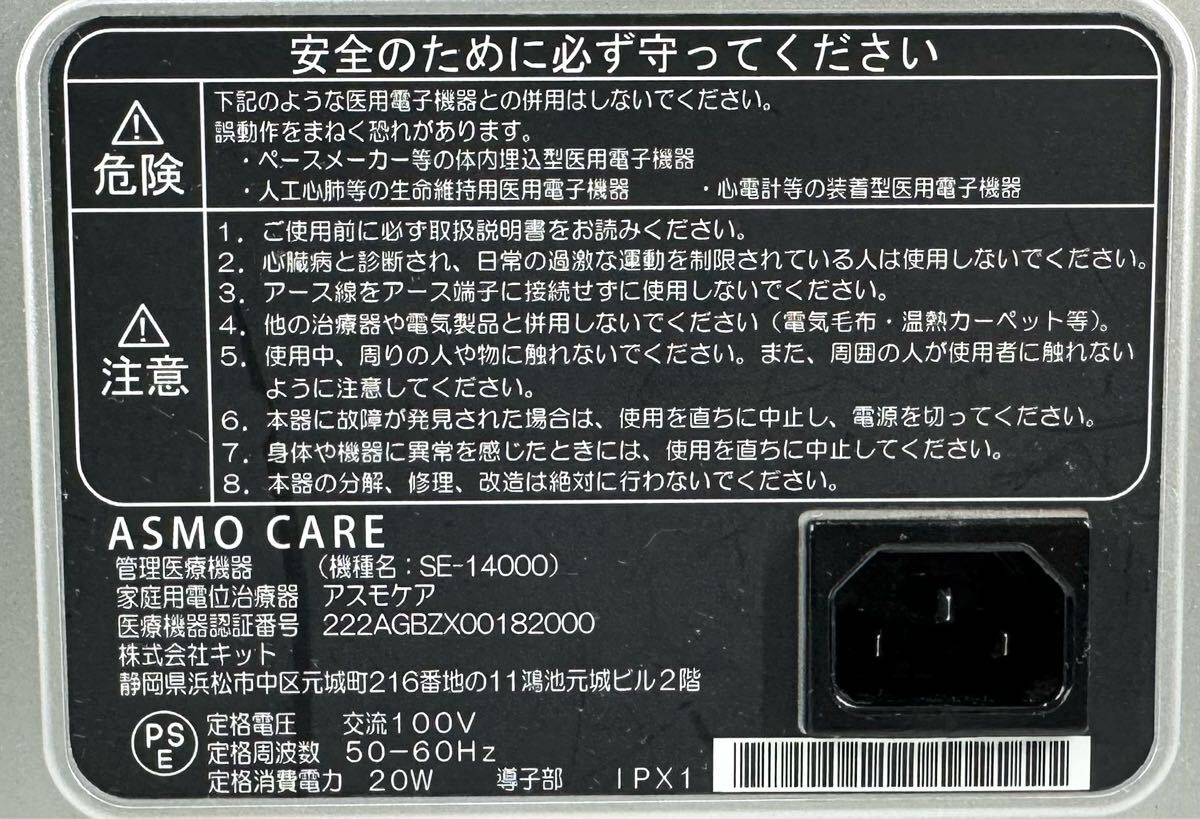 安全のために必ず守ってください
危険
下記のような医用電子機器との併用はしないでください。
誤動作をまねく恐れがあります。
・ペースメーカー等の体内埋込型医用電子機器
・人工心肺等の生命維持用医用電子機器 ・心電計等の装着型医用電子機器
注意
1. ご使用前に必ず取扱説明書をお読みください。
2. 心臓病と診断され、日常の過激な運動を制限されている人は使用しないでください。
3. アース線をアース端子に接続せずに使用しないでください。
4. 他の治療器や電気製品と併用しないでください（電気毛布・温熱カーペット等）。
5. 使用中、周りの人や物に触れないでください。また、周囲の人が使用者に触れない
ように注意してください。
6. 本器に故障が発見された場合は、使用を直ちに中止し、電源を切ってください。
7. 身体や機器に異常を感じたときには、使用を直ちに中止してください。
8. 本器の分解、修理、改造は絶対に行わないでください。
ASMO CARE
管理医療機器 （機種名：SE-14000）
家庭用電位治療器 アスモケア
医療機器認証番号 222AGBZX00182000
株式会社キット
静岡県浜松市中区元城町216番地の11鴻池元城ビル2階
PSE
定格電圧 交流100V
定格周波数 50-60Hz
定格消費電力 20W 導子部 IPX1